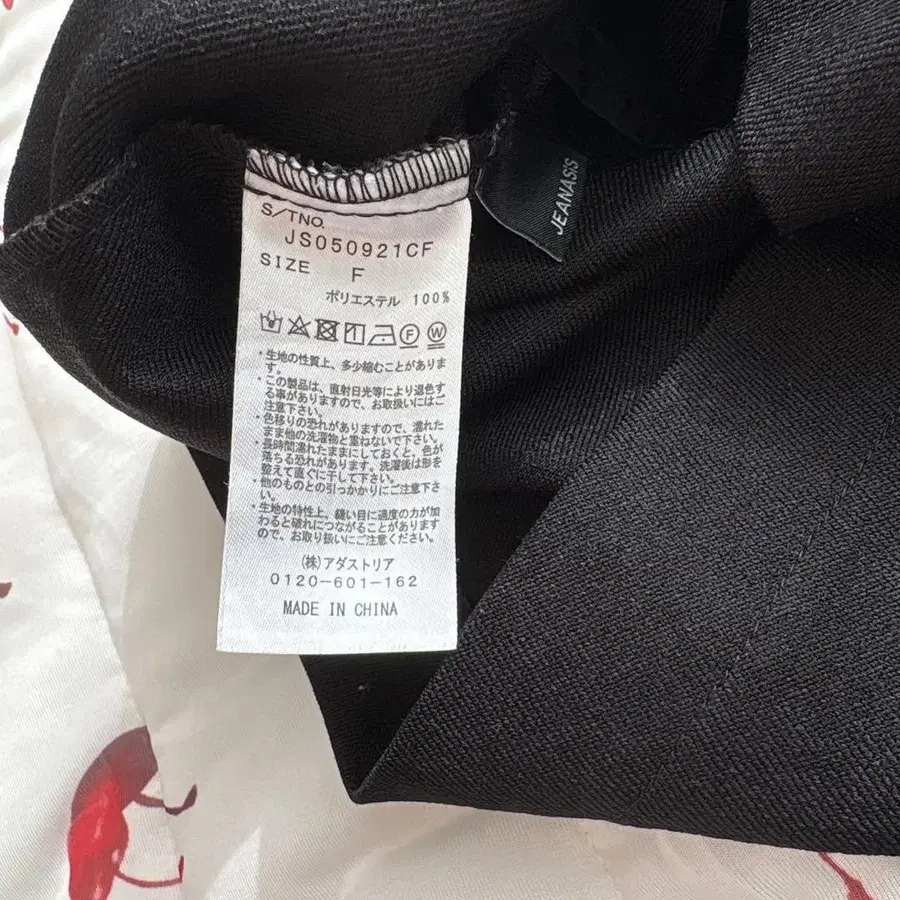 S/TNO.
JS050921CF
SIZE F
ポリエステル 100%
F W
・生地の性質上、多少縮むことがありま
す。
・この製品は、直射日光等により退色す
る事がありますので、お取扱いにはご
注意下さい。
・色移りの恐れがありますので、濡れた
まま他の洗濯物と重ねないで下さい。
・長時間濡れたままにしておくと、色が
落ちる恐れがあります。洗濯後は形を
整えて直ぐに干して下さい。
・他のものとの引っかかりにご注意下さ
い。
・生地の特性上、縫い目に過度の力が加
わると破れにつながることがあります
ので、お取り扱いにご注意ください。
(株)アダストリア
0120-601-162
MADE IN CHINA
JEANASIS